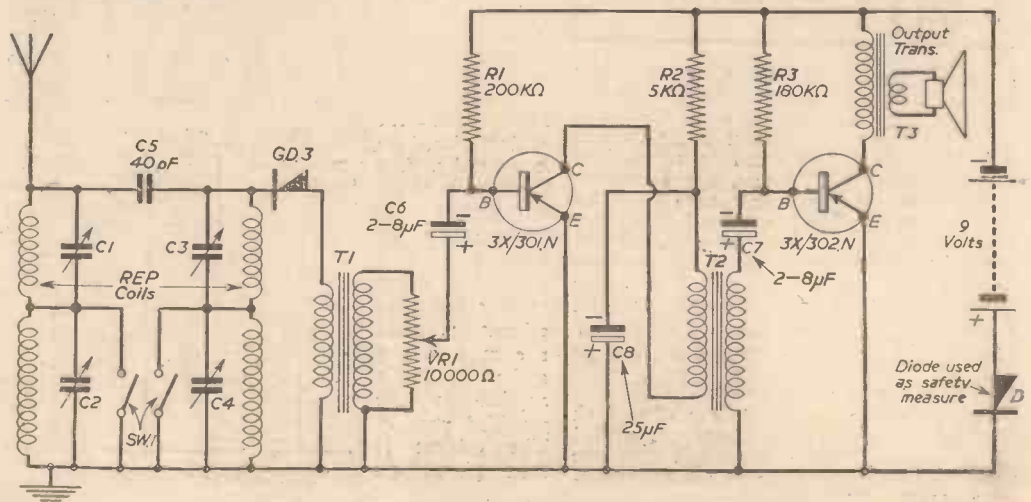 Output
Trans.
R1
200KΩ
R2
5KΩ
R3
180KΩ
T3
C5
40pF
GD.3
C
B
E
3X/301.N
C
B
E
3X/302.N
C6
2–8μF
–
+
–
+
C7
2–8μF
–
9
Volts
+
C1
C3
REP
Coils
T1
T2
VR1
10000Ω
–
+
C8
25μF
C2
C4
SW.1
Diode used
as safety
measure
D